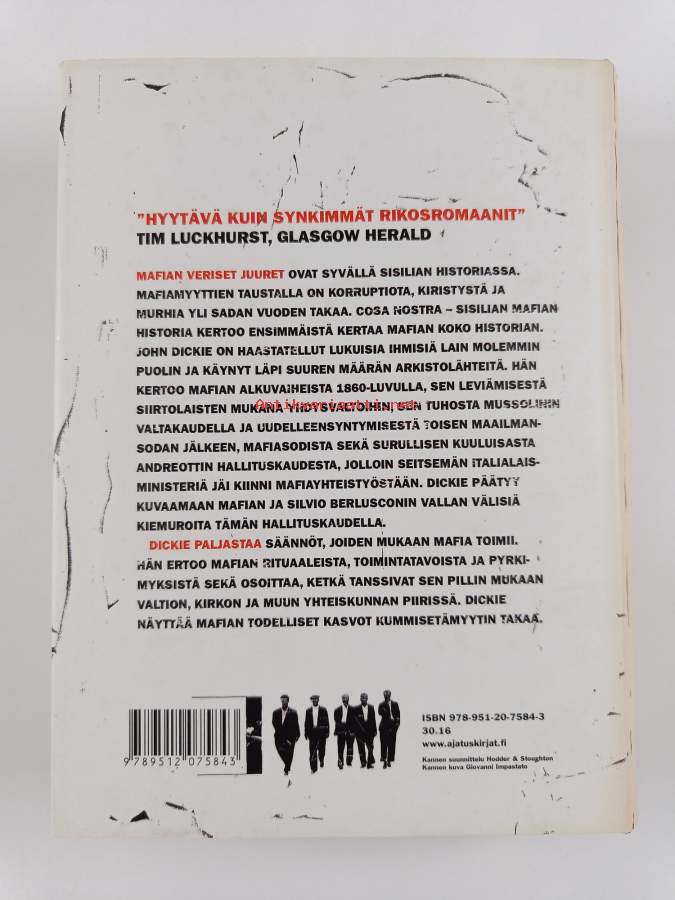 "HYYTÄVÄ KUIN SYNKIMMÄT RIKOSROMAANIT"
TIM LUCKHURST, GLASGOW HERALD
MAFIAN VERISET JUURET OVAT SYVÄLLÄ SISILIAN HISTORIASSA.
MAFIAMYYTTIEN TAUSTALLA ON KORRUPTIOTA, KIRISTYSTÄ JA
MURHIA YLI SADAN VUODEN TAKAA. COSA NOSTRA – SISILIAN MAFIAN
HISTORIA KERTOO ENSIMMÄISTÄ KERTAA MAFIAN KOKO HISTORIAN.
JOHN DICKIE ON HAASTATELLUT LUKUISIA IHMISIÄ LAIN MOLEMMIN
PUOLIN JA KÄYNYT LÄPI SUUREN MÄÄRÄN ARKISTOLÄHTEITÄ. HÄN
KERTOO MAFIAN ALKUVAIHEISTA 1860-LUVULLA, SEN LEVIÄMISESTÄ
SIIRTOLAISTEN MUKANA YHDYSVALTOIHIN, SEN TUHOSTA MUSSOLININ
Antikvariaatti.net
VALTAKAUDELLA JA UUDELLEENSYNTYMISESTÄ TOISEN MAAILMAN-
SODAN JÄLKEEN, MAFIASODISTA SEKÄ SURULLISEN KUULUISASTA
ANDREOTTIN HALLITUSKAUDESTA, JOLLOIN SEITSEMÄN ITALIALAIS-
MINISTERIÄ JÄI KIINNI MAFIAYHTEISTYÖSTÄÄN. DICKIE PÄÄTYY
KUVAAMAAN MAFIAN JA SILVIO BERLUSCONIN VALLAN VÄLISIÄ
KIEMUROITA TÄMÄN HALLITUSKAUDELLA.
DICKIE PALJASTAA SÄÄNNÖT, JOIDEN MUKAAN MAFIA TOIMII.
HÄN ERTOO MAFIAN RITUAALEISTA, TOIMINTATAVOISTA JA PYRKI-
MYKSISTÄ SEKÄ OSOITTAA, KETKÄ TANSSIVAT SEN PILLIN MUKAAN
VALTION, KIRKON JA MUUN YHTEISKUNNAN PIIRISSÄ. DICKIE
NÄYTTÄÄ MAFIAN TODELLISET KASVOT KUMMISETÄMYYTIN TAKAA.
ISBN 978-951-20-7584-3
30.16
www.ajatuskirjat.fi
Kannen suunnittelu Hodder & Stoughton
Kannen kuva Giovanni Impastato
9789512075843